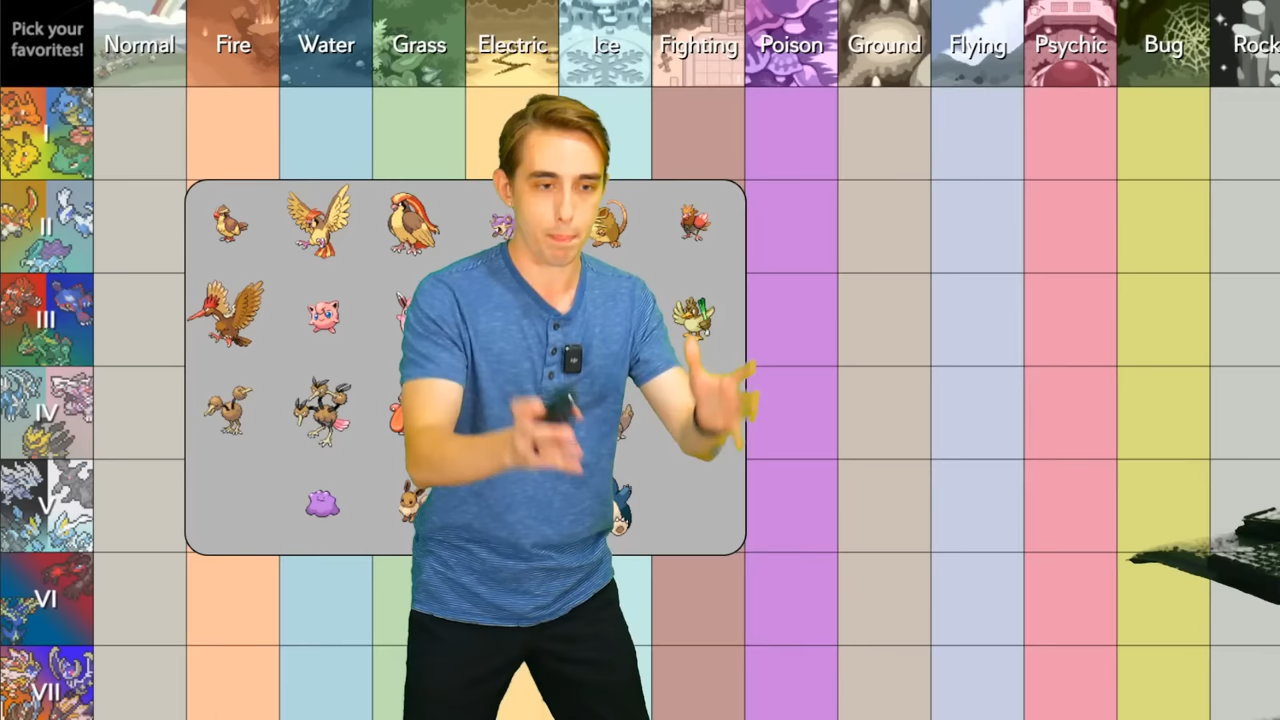 Pick your
favorites!
Normal
Fire
Water
Grass
Electric
Ice
Fighting
Poison
Ground
Flying
Psychic
Bug
Rock
I
II
III
IV
V
VI
VII